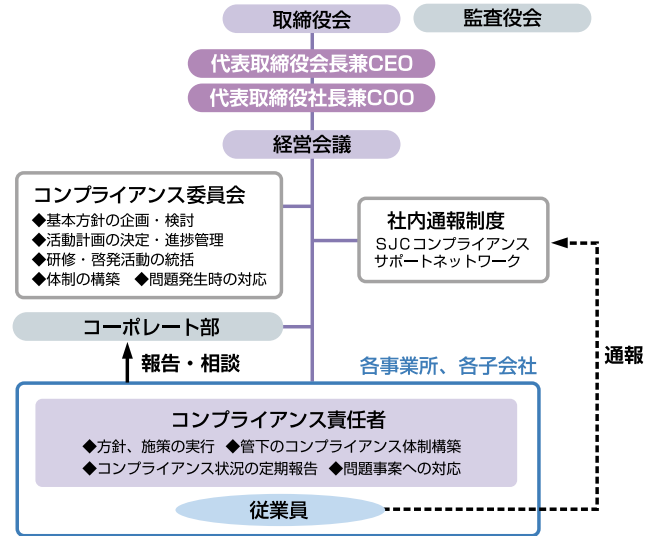 取締役会
監査役会
代表取締役会長兼CEO
代表取締役社長兼COO
経営会議
コンプライアンス委員会
◆基本方針の企画・検討
◆活動計画の決定・進捗管理
◆研修・啓発活動の統括
◆体制の構築　◆問題発生時の対応
社内通報制度
SJCコンプライアンス
サポートネットワーク
コーポレート部
報告・相談
各事業所、各子会社
通報
コンプライアンス責任者
◆方針、施策の実行　◆管下のコンプライアンス体制構築
◆コンプライアンス状況の定期報告　◆問題事案への対応
従業員